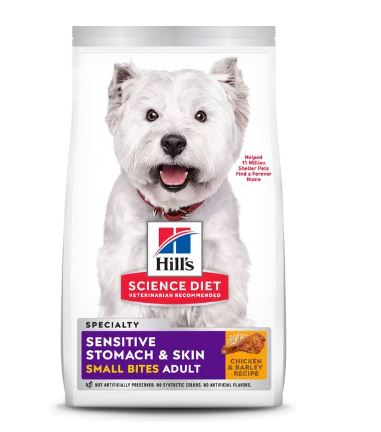 Helped
11 Million
Shelter Pets
Find a Forever
Home
Hill's
SCIENCE DIET
VETERINARIAN RECOMMENDED
SPECIALTY
SENSITIVE
STOMACH & SKIN
SMALL BITES ADULT
CHICKEN
& BARLEY
RECIPE
NOT ARTIFICIALLY PRESERVED. NO SYNTHETIC COLORS. NO ARTIFICIAL FLAVORS.